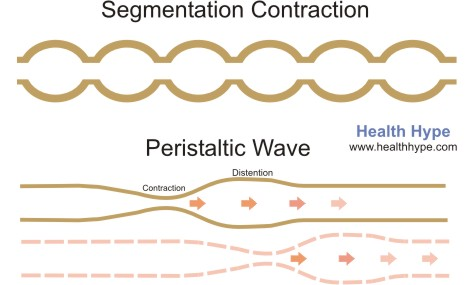 Segmentation Contraction
Health Hype
www.healthhype.com
Peristaltic Wave
Distention
Contraction